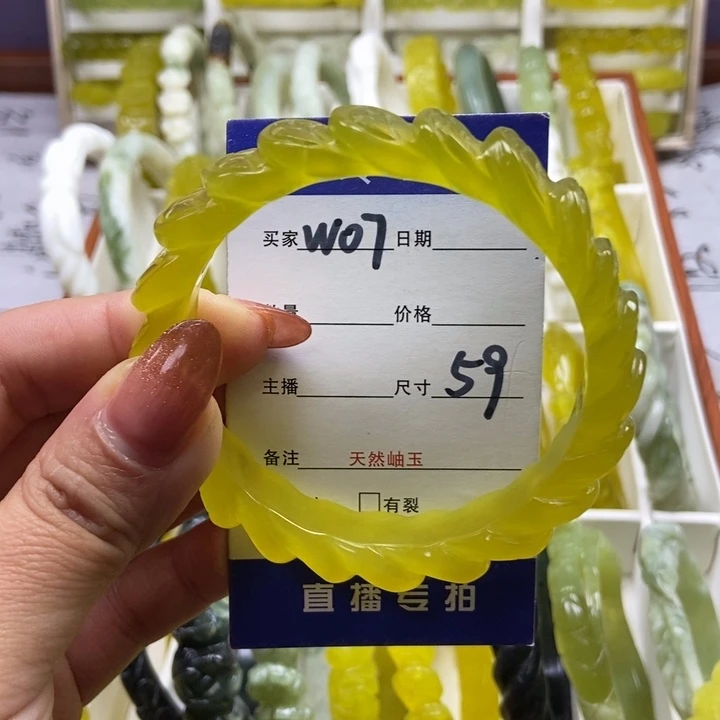 买家 W07 日期
价格
主播 尺寸 59
备注 天然岫玉
有裂
直播专拍